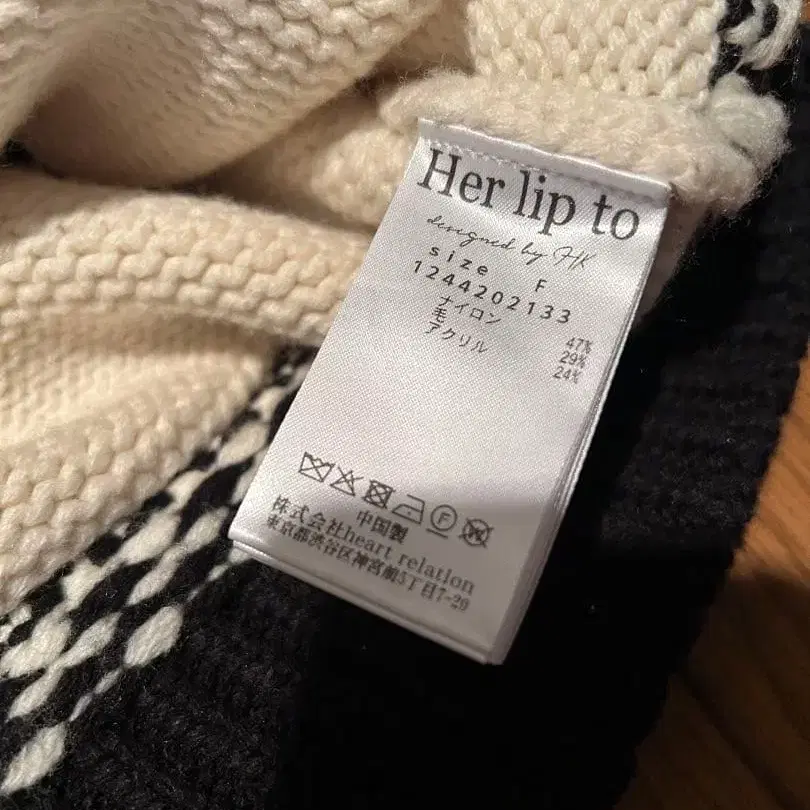 Her lip to
designed by HK
size F
1244202133
ナイロン 47%
毛 29%
アクリル 24%
F W
中国製
株式会社heart relation
東京都渋谷区神宮前5丁目7-20